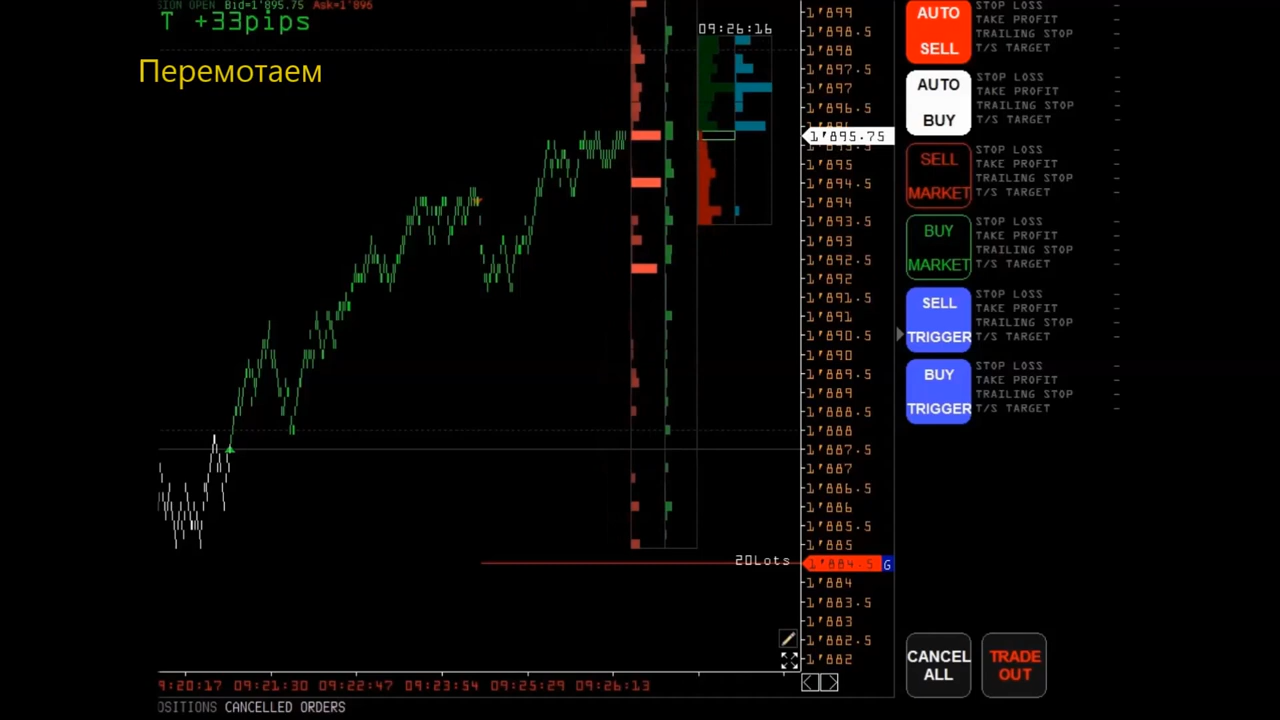 SION OPEN Bid=1'895.75 Ask=1'896
T +33pips
Перемотаем
09:26:16
1'899
1'898.5
1'898
1'897.5
1'897
1'896.5
1'895.75
1'895
1'894.5
1'894
1'893.5
1'893
1'892.5
1'892
1'891.5
1'891
1'890.5
1'890
1'889.5
1'889
1'888.5
1'888
1'887.5
1'887
1'886.5
1'886
1'885.5
1'885
20Lots
1'884.5 G
1'884
1'883.5
1'883
1'882.5
1'882
AUTO
SELL
STOP LOSS -
TAKE PROFIT -
TRAILING STOP -
T/S TARGET -
AUTO
BUY
STOP LOSS -
TAKE PROFIT -
TRAILING STOP -
T/S TARGET -
SELL
MARKET
STOP LOSS -
TAKE PROFIT -
TRAILING STOP -
T/S TARGET -
BUY
MARKET
STOP LOSS -
TAKE PROFIT -
TRAILING STOP -
T/S TARGET -
SELL
TRIGGER
STOP LOSS -
TAKE PROFIT -
TRAILING STOP -
T/S TARGET -
BUY
TRIGGER
STOP LOSS -
TAKE PROFIT -
TRAILING STOP -
T/S TARGET -
CANCEL
ALL
TRADE
OUT
9:20:17 09:21:30 09:22:47 09:23:54 09:25:29 09:26:13
OSITIONS CANCELLED ORDERS